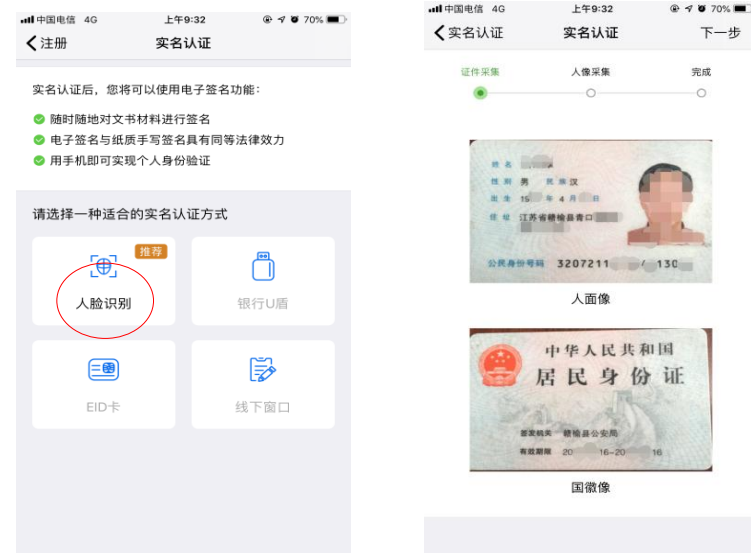 中国电信 4G 上午9:32 70%
注册 实名认证
实名认证后，您将可以使用电子签名功能：
随时随地对文书材料进行签名
电子签名与纸质手写签名具有同等法律效力
用手机即可实现个人身份验证
请选择一种适合的实名认证方式
推荐
人脸识别 银行U盾
EID卡 线下窗口
中国电信 4G 上午9:32 70%
实名认证 实名认证 下一步
证件采集 人像采集 完成
姓名
性别 男 民族 汉
出生 年 4 月 日
住址 江苏省赣榆县青口
公民身份号码
人面像
中华人民共和国
居民身份证
签发机关 赣榆县公安局
有效期限
国徽像